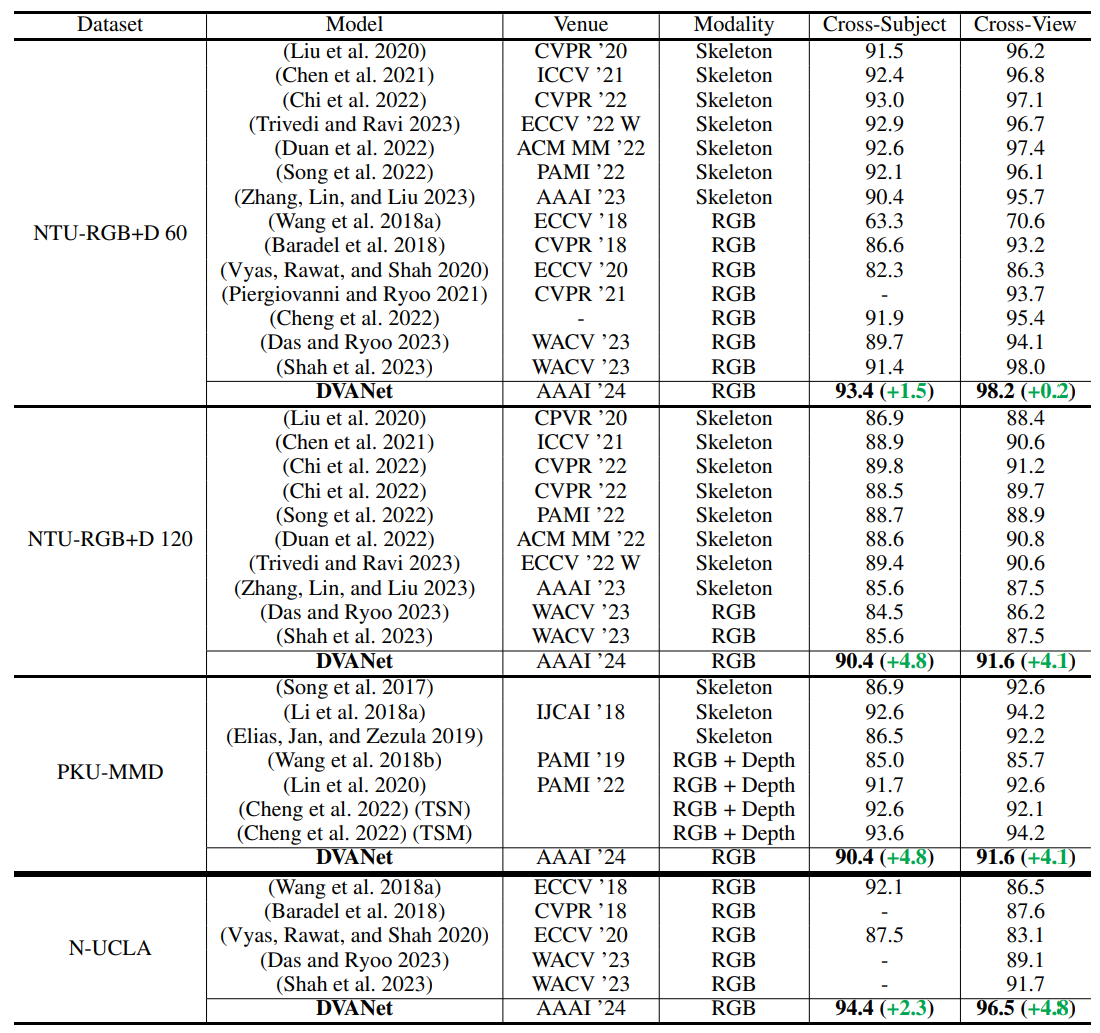 Dataset Model Venue Modality Cross-Subject Cross-View
(Liu et al. 2020) CVPR ’20 Skeleton 91.5 96.2
(Chen et al. 2021) ICCV ’21 Skeleton 92.4 96.8
(Chi et al. 2022) CVPR ’22 Skeleton 93.0 97.1
(Trivedi and Ravi 2023) ECCV ’22 W Skeleton 92.9 96.7
(Duan et al. 2022) ACM MM ’22 Skeleton 92.6 97.4
(Song et al. 2022) PAMI ’22 Skeleton 92.1 96.1
(Zhang, Lin, and Liu 2023) AAAI ’23 Skeleton 90.4 95.7
NTU-RGB+D 60 (Wang et al. 2018a) ECCV ’18 RGB 63.3 70.6
(Baradel et al. 2018) CVPR ’18 RGB 86.6 93.2
(Vyas, Rawat, and Shah 2020) ECCV ’20 RGB 82.3 86.3
(Piergiovanni and Ryoo 2021) CVPR ’21 RGB - 93.7
(Cheng et al. 2022) - RGB 91.9 95.4
(Das and Ryoo 2023) WACV ’23 RGB 89.7 94.1
(Shah et al. 2023) WACV ’23 RGB 91.4 98.0
DVANet AAAI ’24 RGB 93.4 (+1.5) 98.2 (+0.2)
(Liu et al. 2020) CPVR ’20 Skeleton 86.9 88.4
(Chen et al. 2021) ICCV ’21 Skeleton 88.9 90.6
(Chi et al. 2022) CVPR ’22 Skeleton 89.8 91.2
(Chi et al. 2022) CVPR ’22 Skeleton 88.5 89.7
(Song et al. 2022) PAMI ’22 Skeleton 88.7 88.9
NTU-RGB+D 120 (Duan et al. 2022) ACM MM ’22 Skeleton 88.6 90.8
(Trivedi and Ravi 2023) ECCV ’22 W Skeleton 89.4 90.6
(Zhang, Lin, and Liu 2023) AAAI ’23 Skeleton 85.6 87.5
(Das and Ryoo 2023) WACV ’23 RGB 84.5 86.2
(Shah et al. 2023) WACV ’23 RGB 85.6 87.5
DVANet AAAI ’24 RGB 90.4 (+4.8) 91.6 (+4.1)
(Song et al. 2017) Skeleton 86.9 92.6
(Li et al. 2018a) IJCAI ’18 Skeleton 92.6 94.2
(Elias, Jan, and Zezula 2019) Skeleton 86.5 92.2
PKU-MMD (Wang et al. 2018b) PAMI ’19 RGB + Depth 85.0 85.7
(Lin et al. 2020) PAMI ’22 RGB + Depth 91.7 92.6
(Cheng et al. 2022) (TSN) RGB + Depth 92.6 92.1
(Cheng et al. 2022) (TSM) RGB + Depth 93.6 94.2
DVANet AAAI ’24 RGB 90.4 (+4.8) 91.6 (+4.1)
(Wang et al. 2018a) ECCV ’18 RGB 92.1 86.5
(Baradel et al. 2018) CVPR ’18 RGB - 87.6
N-UCLA (Vyas, Rawat, and Shah 2020) ECCV ’20 RGB 87.5 83.1
(Das and Ryoo 2023) WACV ’23 RGB - 89.1
(Shah et al. 2023) WACV ’23 RGB - 91.7
DVANet AAAI ’24 RGB 94.4 (+2.3) 96.5 (+4.8)